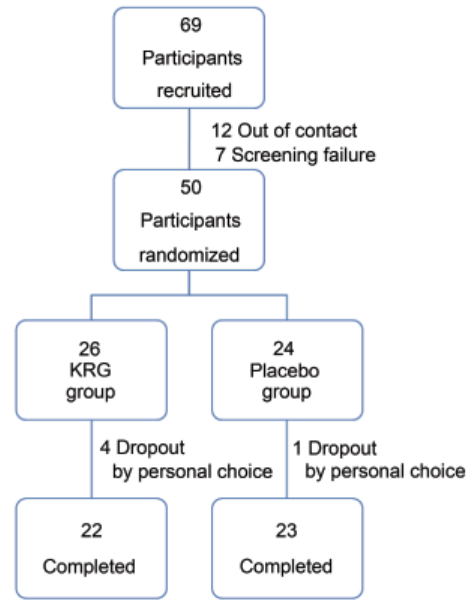 69
Participants
recruited
12 Out of contact
7 Screening failure
50
Participants
randomized
26
KRG
group
24
Placebo
group
4 Dropout
by personal choice
1 Dropout
by personal choice
22
Completed
23
Completed